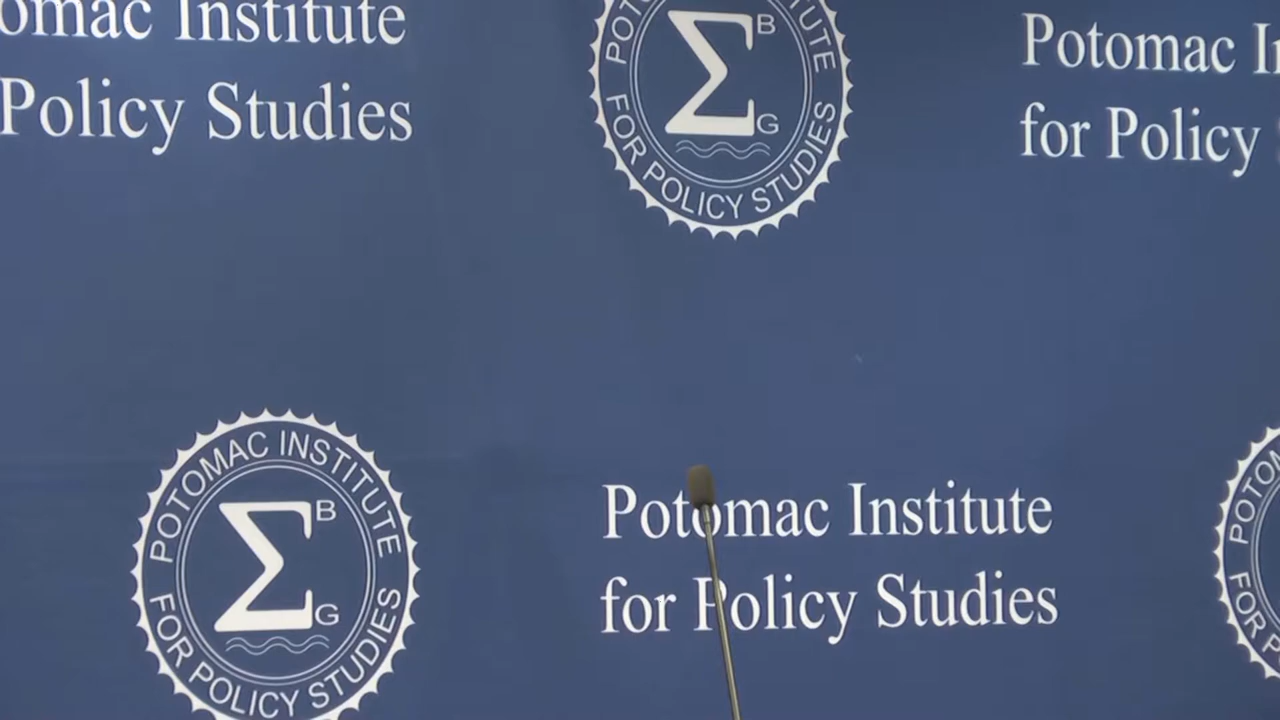 omac Institute
Policy Studies
POTOMAC INSTITUTE
FOR POLICY STUDIES
Σ
B
G
Potomac
for Policy
POTOMAC INSTITUTE
FOR POLICY STUDIES
Σ
B
G
Potomac Institute
for Policy Studies